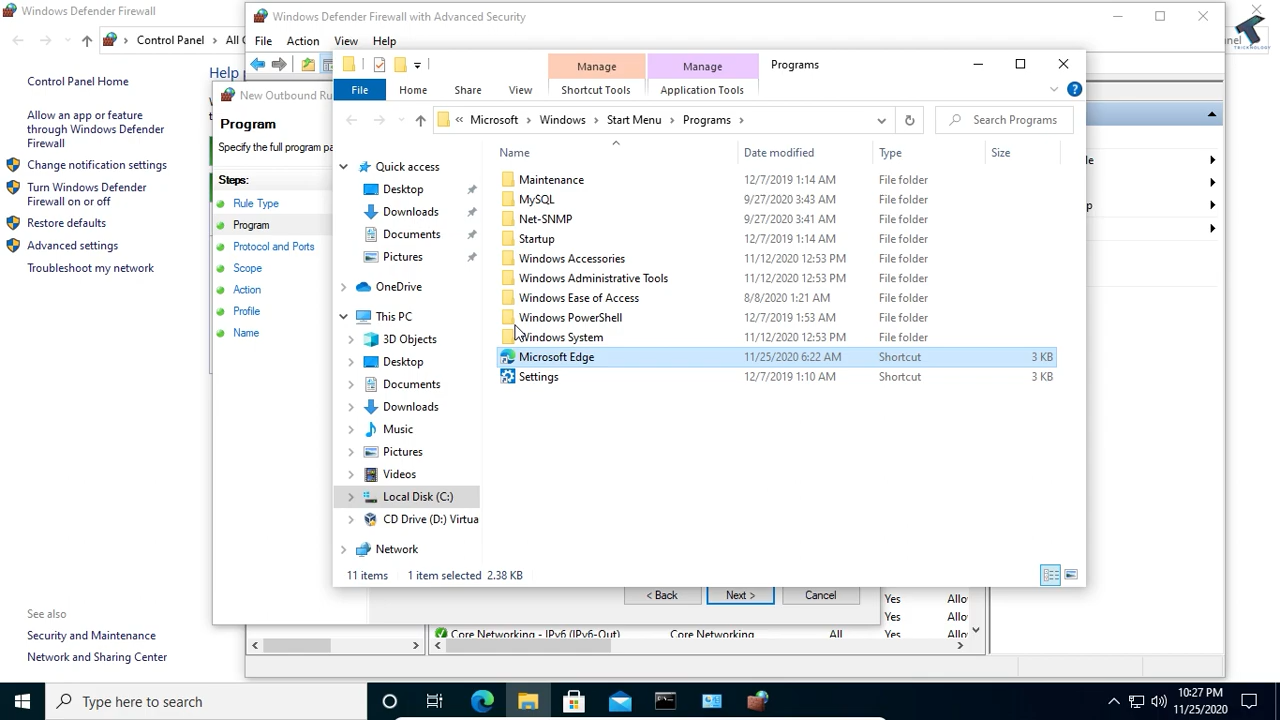 Windows Defender Firewall
Control Panel
All C
Control Panel Home
Allow an app or feature
through Windows Defender
Firewall
Change notification settings
Turn Windows Defender
Firewall on or off
Restore defaults
Advanced settings
Troubleshoot my network
See also
Security and Maintenance
Network and Sharing Center
Help
TRICKNOLOGY
Windows Defender Firewall with Advanced Security
File
Action
View
Help
New Outbound Ru
Program
Specify the full program pa
Steps:
Rule Type
Program
Protocol and Ports
Scope
Action
Profile
Name
< Back
Next >
Cancel
Core Networking - IPv6 (IPv6-Out)
Core Networking
All
Yes
Allo
Yes
Allo
Yes
Allo
Manage
Manage
Programs
File
Home
Share
View
Shortcut Tools
Application Tools
« Microsoft > Windows > Start Menu > Programs >
Search Programs
Name
Date modified
Type
Size
Quick access
Desktop
Downloads
Documents
Pictures
OneDrive
This PC
3D Objects
Desktop
Documents
Downloads
Music
Pictures
Videos
Local Disk (C:)
CD Drive (D:) Virtua
Network
Maintenance 12/7/2019 1:14 AM File folder
MySQL 9/27/2020 3:43 AM File folder
Net-SNMP 9/27/2020 3:41 AM File folder
Startup 12/7/2019 1:14 AM File folder
Windows Accessories 11/12/2020 12:53 PM File folder
Windows Administrative Tools 11/12/2020 12:53 PM File folder
Windows Ease of Access 8/8/2020 1:21 AM File folder
Windows PowerShell 12/7/2019 1:53 AM File folder
Windows System 11/12/2020 12:53 PM File folder
Microsoft Edge 11/25/2020 6:22 AM Shortcut 3 KB
Settings 12/7/2019 1:10 AM Shortcut 3 KB
11 items 1 item selected 2.38 KB
Type here to search
10:27 PM
11/25/2020